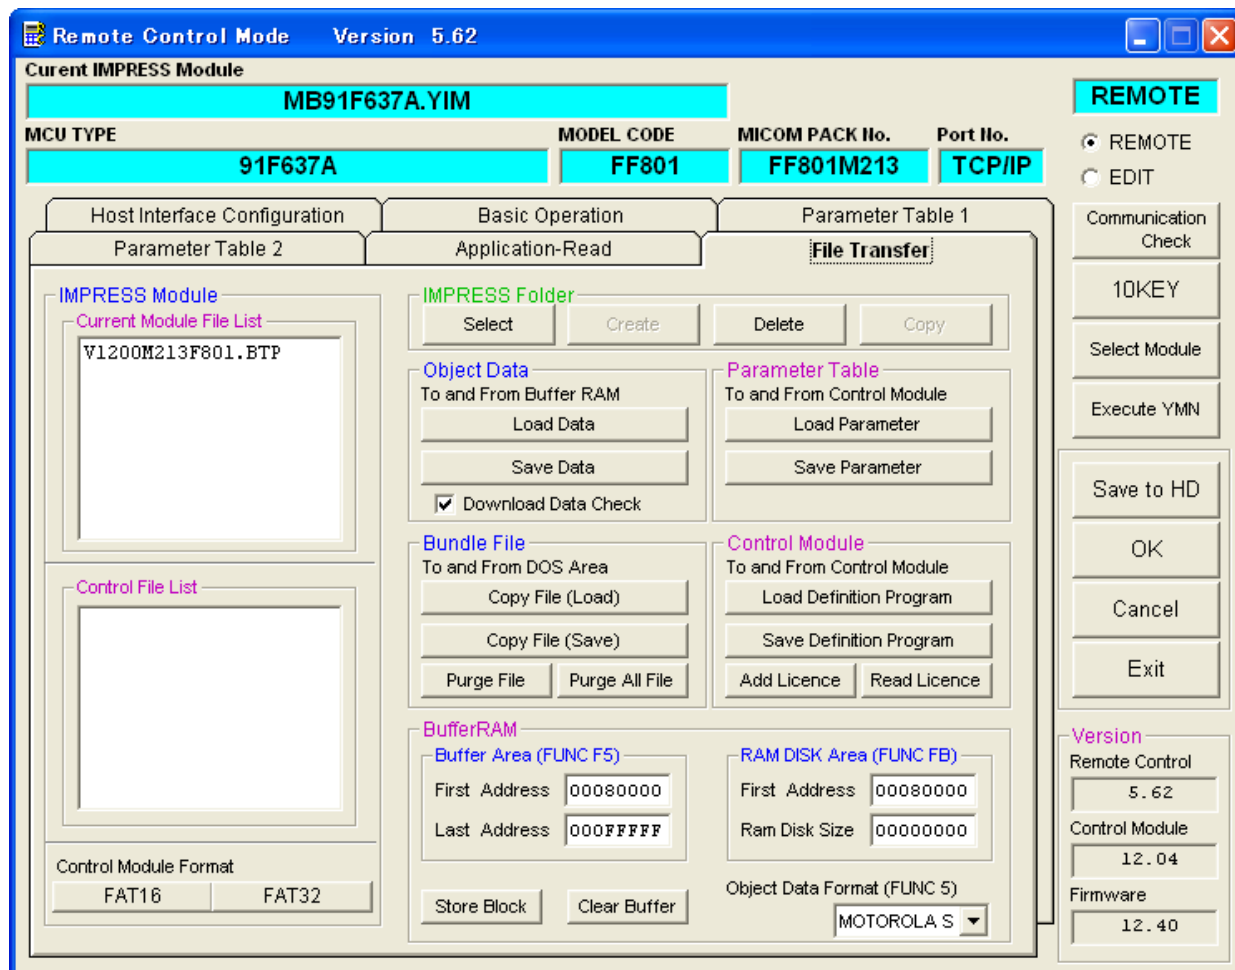 Remote Control Mode Version 5.62
Curent IMPRESS Module
MB91F637A.YIM
REMOTE
MCU TYPE
MODEL CODE
MICOM PACK No.
Port No.
91F637A
FF801
FF801M213
TCP/IP
REMOTE
EDIT
Host Interface Configuration
Basic Operation
Parameter Table 1
Parameter Table 2
Application-Read
File Transfer
IMPRESS Module
Current Module File List
V1200M213F801.BTP
Control File List
Control Module Format
FAT16
FAT32
IMPRESS Folder
Select
Create
Delete
Copy
Object Data
To and From Buffer RAM
Load Data
Save Data
Download Data Check
Parameter Table
To and From Control Module
Load Parameter
Save Parameter
Bundle File
To and From DOS Area
Copy File (Load)
Copy File (Save)
Purge File
Purge All File
Control Module
To and From Control Module
Load Definition Program
Save Definition Program
Add Licence
Read Licence
BufferRAM
Buffer Area (FUNC F5)
First Address 00080000
Last Address 000FFFFF
RAM DISK Area (FUNC FB)
First Address 00080000
Ram Disk Size 00000000
Store Block
Clear Buffer
Object Data Format (FUNC 5)
MOTOROLA S
Communication
Check
10KEY
Select Module
Execute YMN
Save to HD
OK
Cancel
Exit
Version
Remote Control
5.62
Control Module
12.04
Firmware
12.40